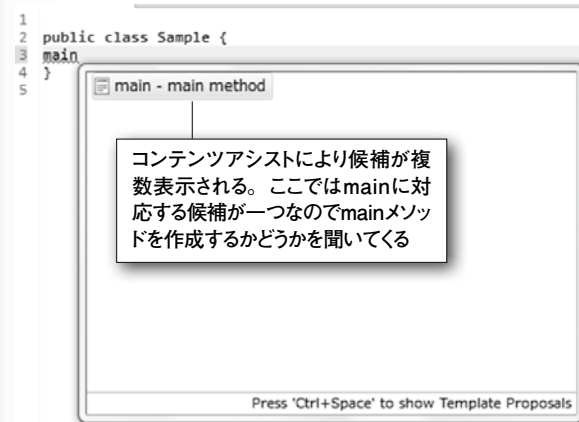 1
2 public class Sample {
3 main
4 }
5
main - main method
コンテンツアシストにより候補が複
数表示される。ここではmainに対
応する候補が一つなのでmainメソッ
ドを作成するかどうかを聞いてくる
Press 'Ctrl+Space' to show Template Proposals